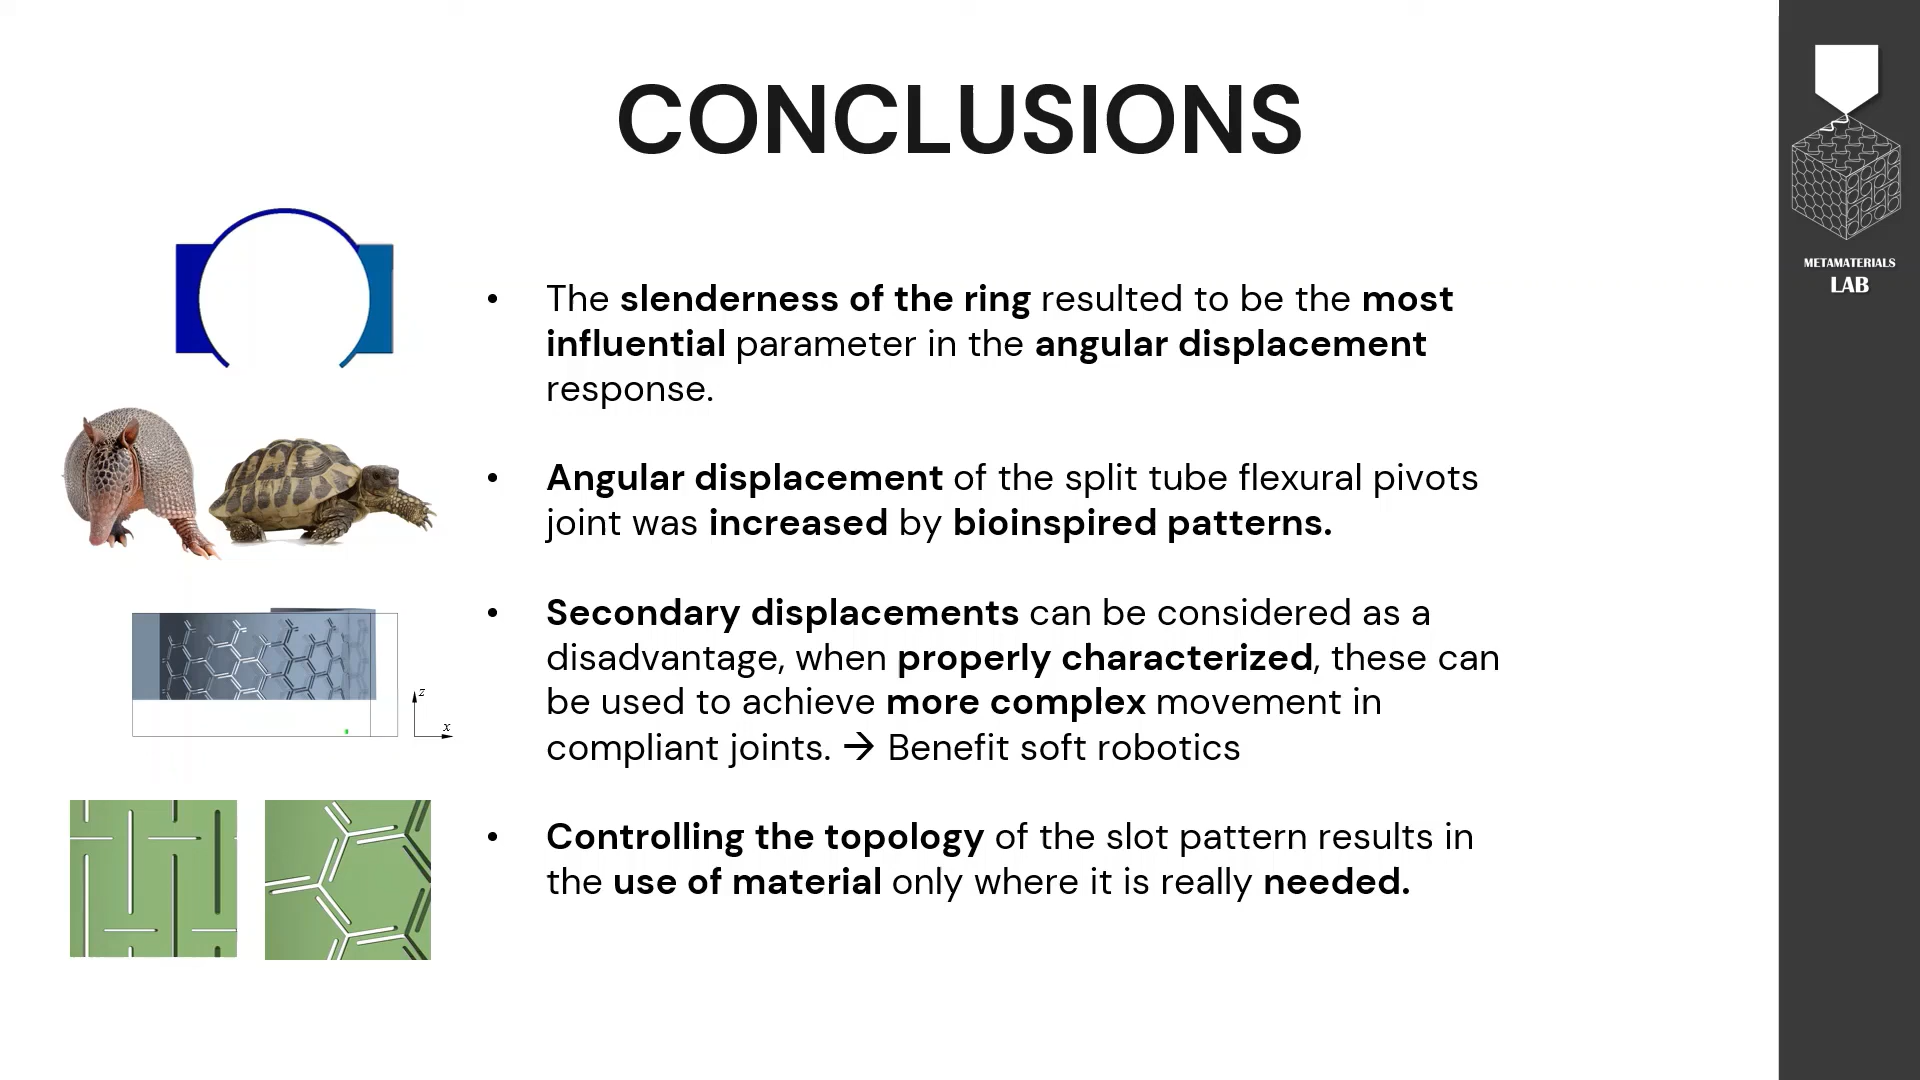 CONCLUSIONS
• The slenderness of the ring resulted to be the most
influential parameter in the angular displacement
response.
• Angular displacement of the split tube flexural pivots
joint was increased by bioinspired patterns.
• Secondary displacements can be considered as a
disadvantage, when properly characterized, these can
be used to achieve more complex movement in
compliant joints. → Benefit soft robotics
• Controlling the topology of the slot pattern results in
the use of material only where it is really needed.
z
x
METAMATERIALS
LAB